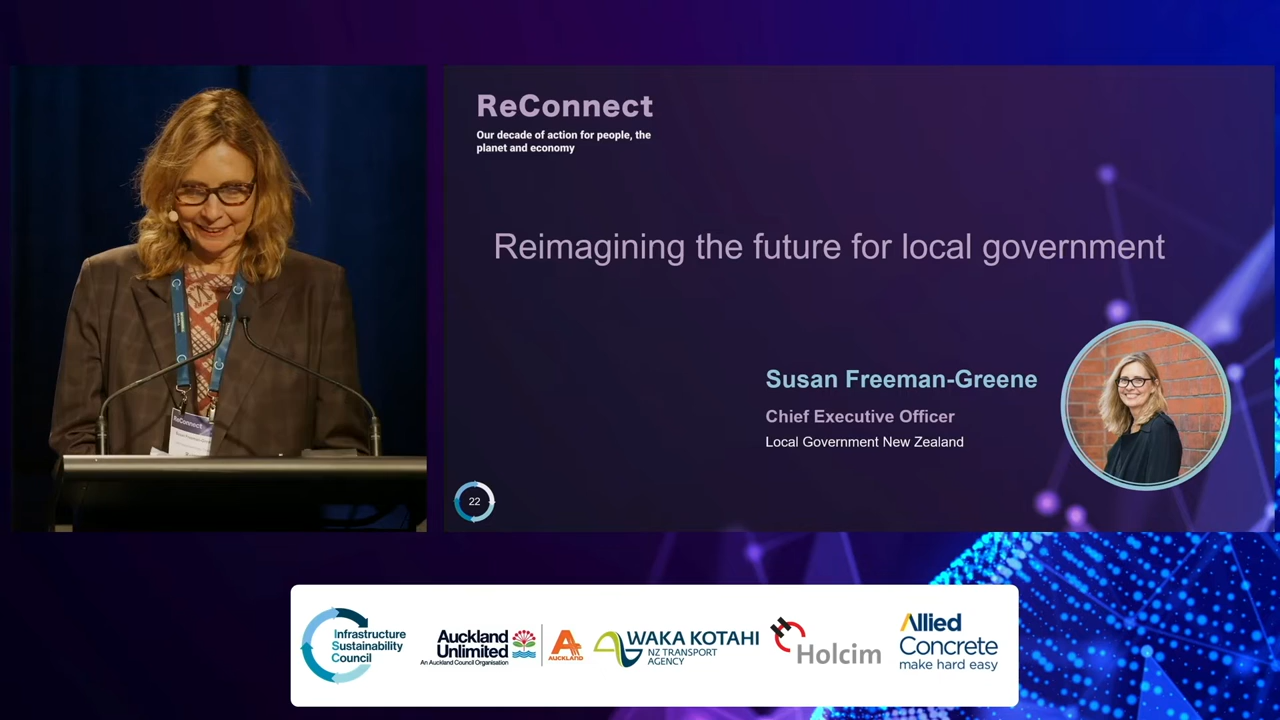 ReConnect
Our decade of action for people, the
planet and economy
Reimagining the future for local government
Susan Freeman-Greene
Chief Executive Officer
Local Government New Zealand
22
ReConnect
Infrastructure
Sustainability
Council
Auckland
Unlimited
An Auckland Council Organisation
AUCKLAND
WAKA KOTAHI
NZ TRANSPORT
AGENCY
Holcim
Allied
Concrete
make hard easy